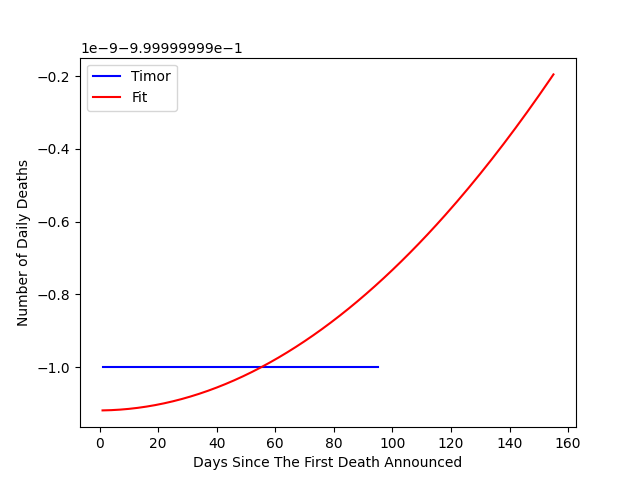 1e−9−9.99999999e−1
Timor
Fit
−0.2
−0.4
−0.6
−0.8
−1.0
Number of Daily Deaths
0 20 40 60 80 100 120 140 160
Days Since The First Death Announced